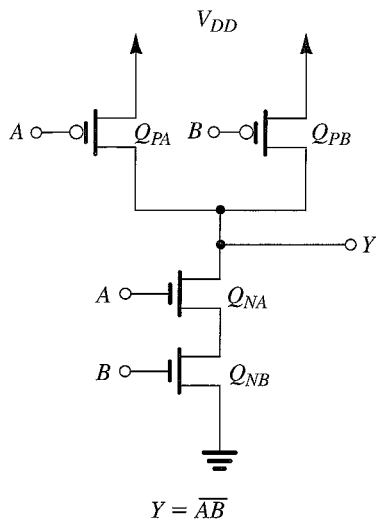 V_DD
A Q_PA B Q_PB
Y
A Q_NA
B Q_NB
Y = \overline{AB}